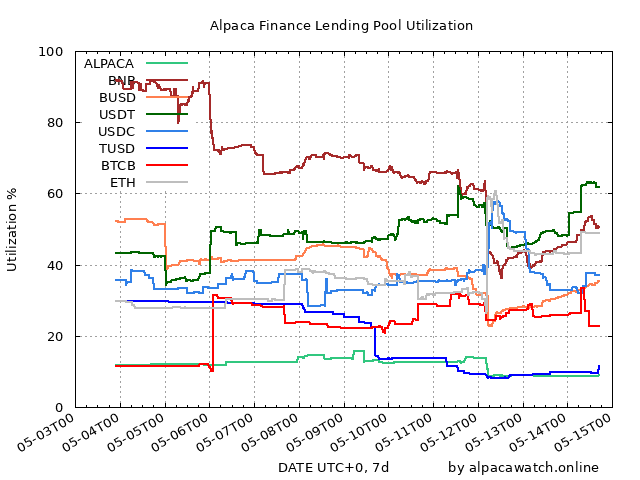 Alpaca Finance Lending Pool Utilization
Utilization %
100
80
60
40
20
0
ALPACA
BNB
BUSD
USDT
USDC
TUSD
BTCB
ETH
05-03T00
05-04T00
05-05T00
05-06T00
05-07T00
05-08T00
05-09T00
05-10T00
05-11T00
05-12T00
05-13T00
05-14T00
05-15T00
DATE UTC+0, 7d
by alpacawatch.online